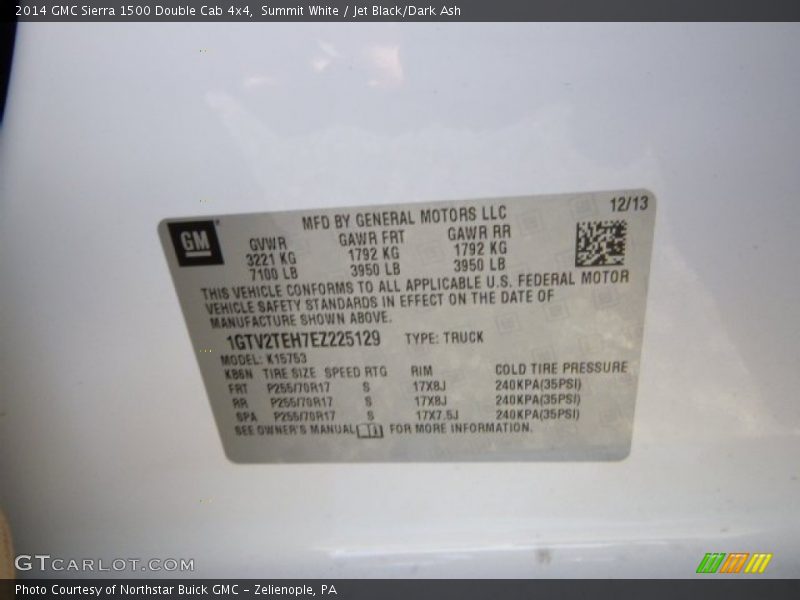 2014 GMC Sierra 1500 Double Cab 4x4, Summit White / Jet Black/Dark Ash
12/13
MFD BY GENERAL MOTORS LLC
GM
GVWR GAWR FRT GAWR RR
3221 KG 1792 KG 1792 KG
7100 LB 3950 LB 3950 LB
THIS VEHICLE CONFORMS TO ALL APPLICABLE U.S. FEDERAL MOTOR
VEHICLE SAFETY STANDARDS IN EFFECT ON THE DATE OF
MANUFACTURE SHOWN ABOVE.
1GTV2TEH7EZ225129 TYPE: TRUCK
MODEL: K15753
K86N TIRE SIZE SPEED RTG RIM COLD TIRE PRESSURE
FRT P255/70R17 S 17X8J 240KPA(35PSI)
RR P255/70R17 S 17X8J 240KPA(35PSI)
SPA P255/70R17 S 17X7.5J 240KPA(35PSI)
SEE OWNER'S MANUAL FOR MORE INFORMATION.
GTCARLOT.COM
Photo Courtesy of Northstar Buick GMC - Zelienople, PA